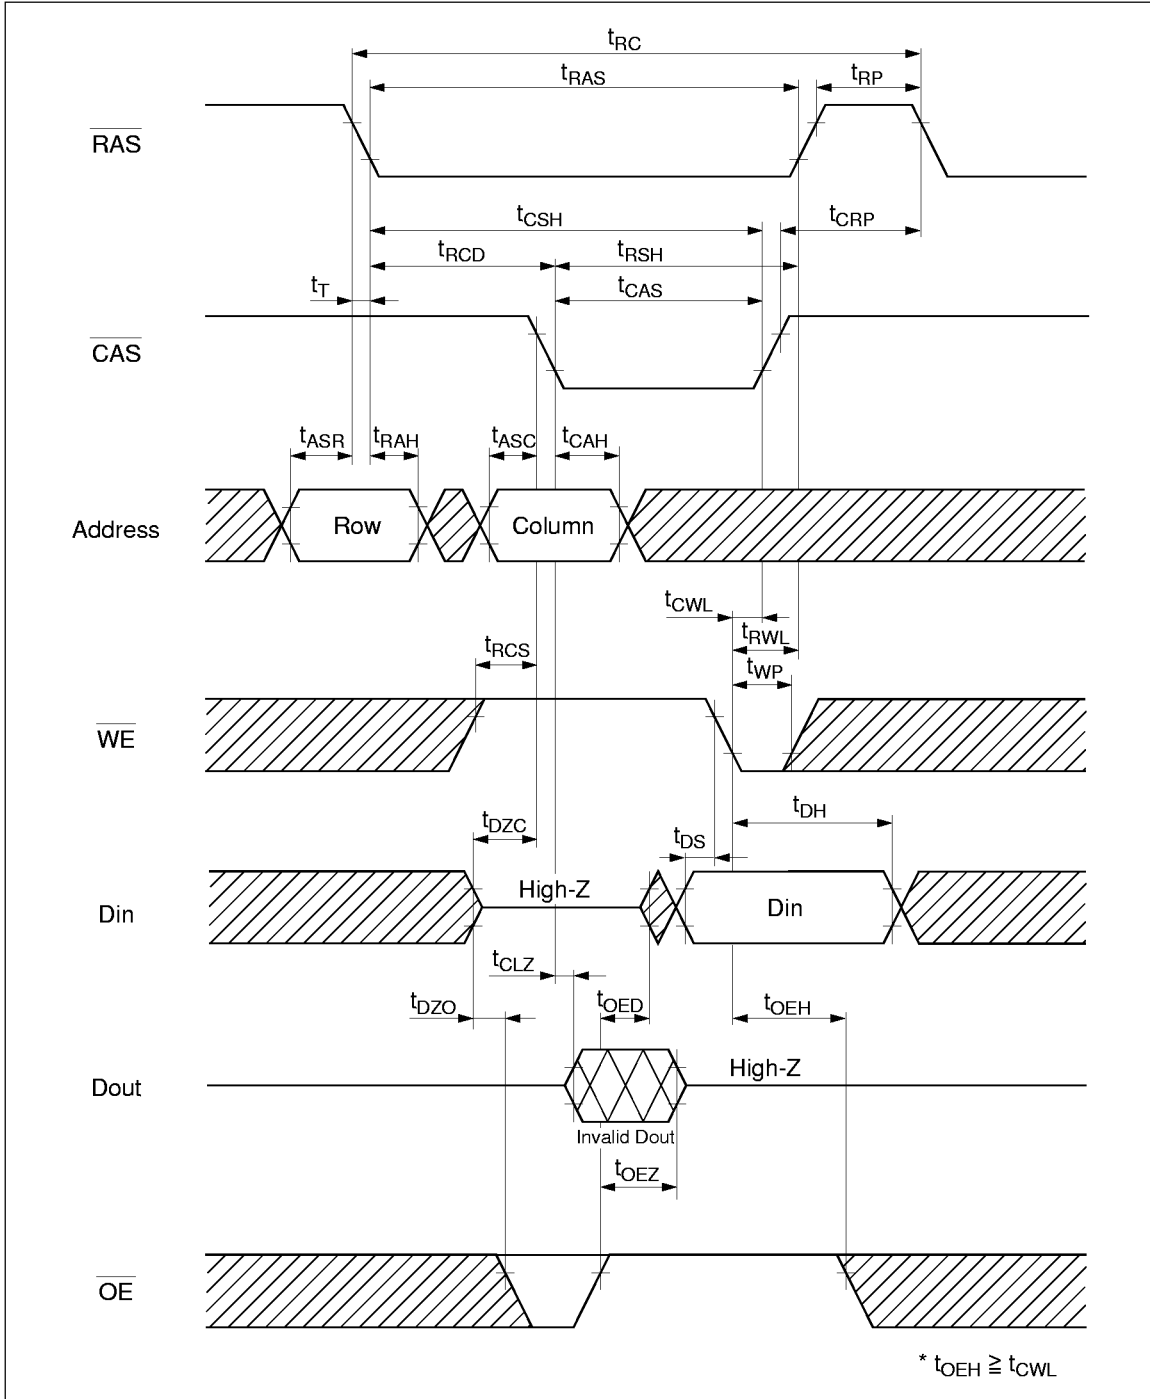 tRC
tRAS
tRP
RAS
tCSH
tCRP
tRCD
tRSH
tT
tCAS
CAS
tASR
tRAH
tASC
tCAH
Address
Row
Column
tCWL
tRWL
tRCS
tWP
WE
tDH
tDZC
tDS
High-Z
Din
Din
tCLZ
tDZO
tOED
tOEH
Dout
High-Z
Invalid Dout
tOEZ
OE
* tOEH ≧ tCWL